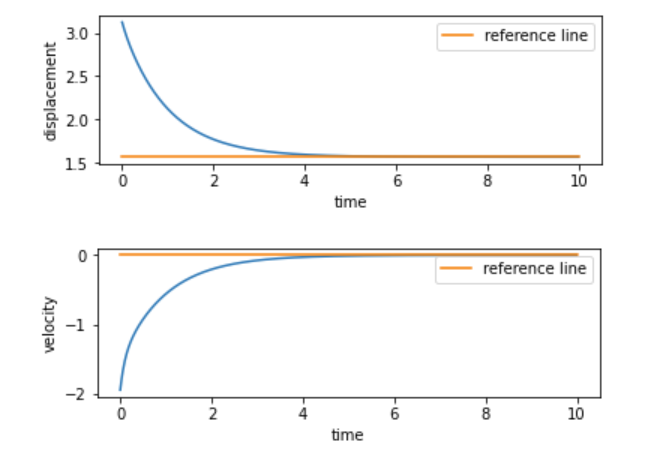 3.0
2.5
2.0
1.5
displacement
reference line
0 2 4 6 8 10
time
0
−1
−2
velocity
reference line
0 2 4 6 8 10
time